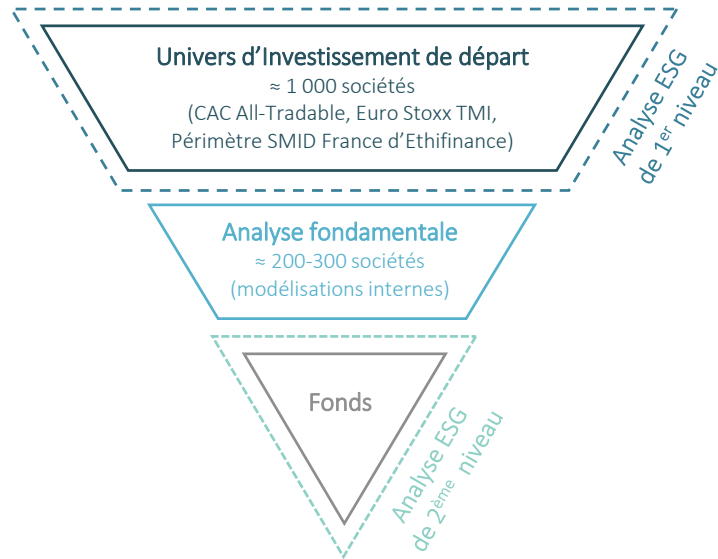 Univers d’Investissement de départ
≈ 1 000 sociétés
(CAC All-Tradable, Euro Stoxx TMI,
Périmètre SMID France d’Ethifinance)
Analyse ESG
de 1er niveau
Analyse fondamentale
≈ 200-300 sociétés
(modélisations internes)
Fonds
Analyse ESG
de 2ème niveau